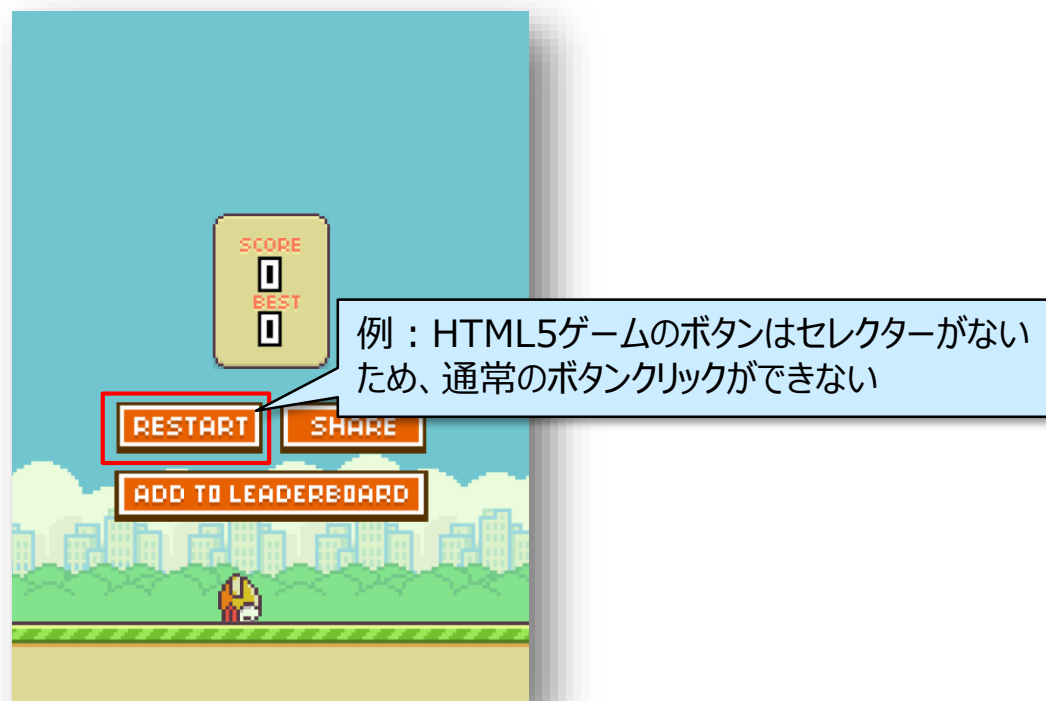 SCORE
0
BEST
0
例：HTML5ゲームのボタンはセレクターがない
ため、通常のボタンクリックができない
RESTART
SHARE
ADD TO LEADERBOARD